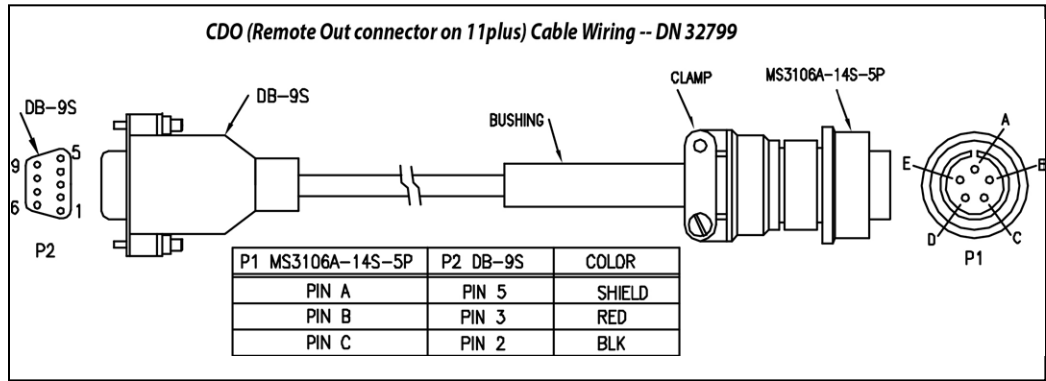 CDO (Remote Out connector on 11plus) Cable Wiring -- DN 32799
DB-9S
DB-9S
BUSHING
CLAMP
MS3106A-14S-5P
9
5
6
1
P2
A
E
B
D
C
P1
P1 MS3106A-14S-5P P2 DB-9S COLOR
PIN A PIN 5 SHIELD
PIN B PIN 3 RED
PIN C PIN 2 BLK